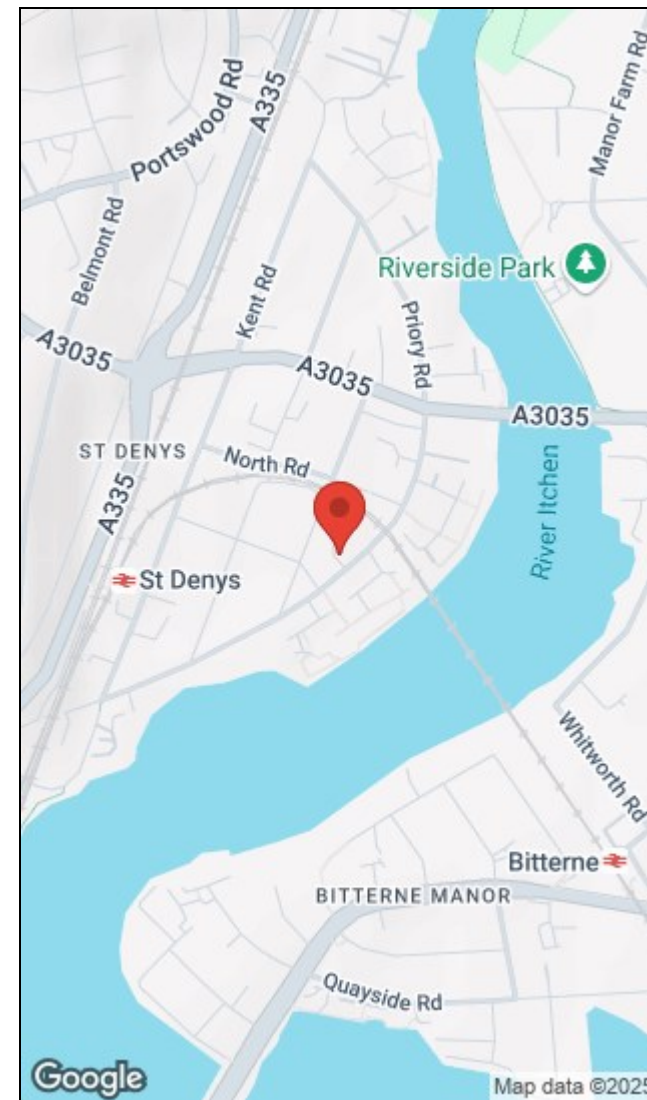 Portswood Rd
A335
Manor Farm Rd
Belmont Rd
Riverside Park
Kent Rd
Priory Rd
A3035
A3035
A3035
ST DENYS
North Rd
A335
River Itchen
St Denys
Whitworth Rd
Bitterne
BITTERNE MANOR
Quayside Rd
Google
Map data ©2025